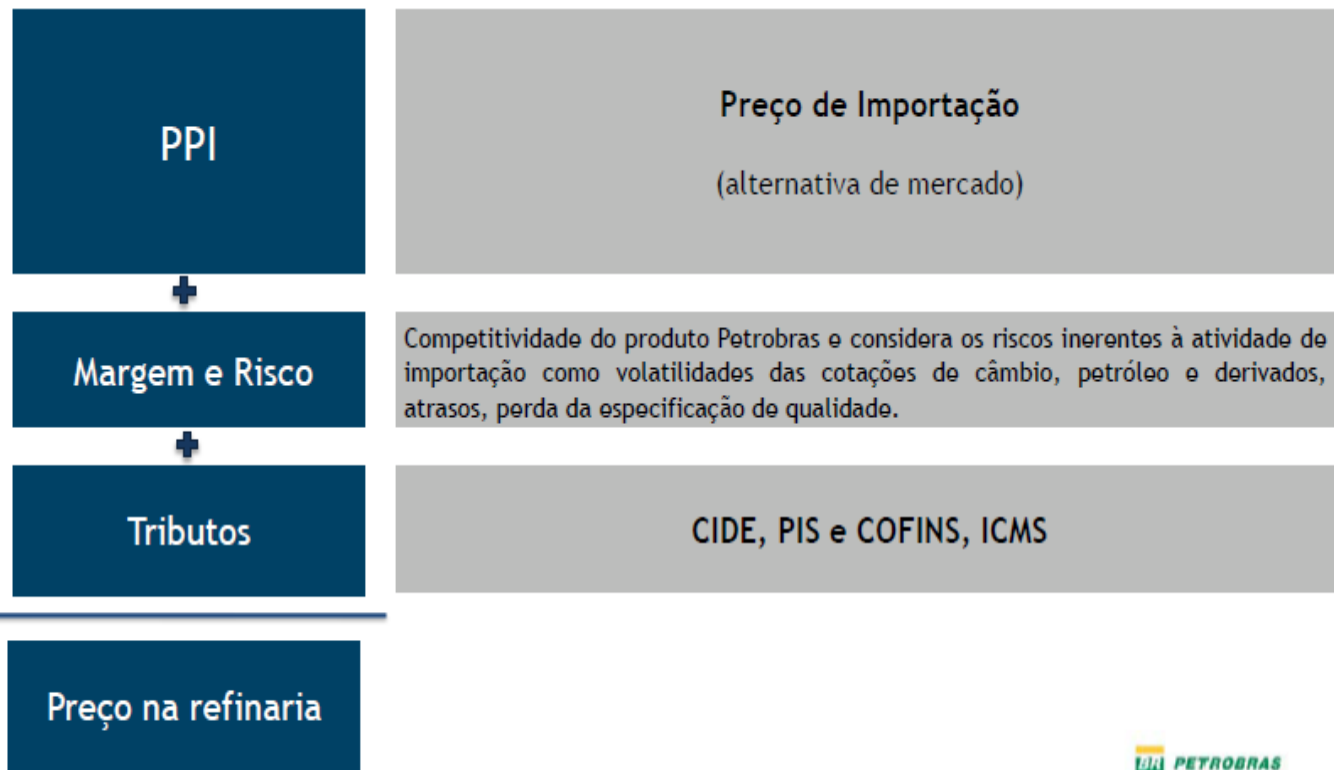 PPI
Preço de Importação
(alternativa de mercado)
Margem e Risco
Competitividade do produto Petrobras e considera os riscos inerentes à atividade de
importação como volatilidades das cotações de câmbio, petróleo e derivados,
atrasos, perda da especificação de qualidade.
Tributos
CIDE, PIS e COFINS, ICMS
Preço na refinaria
BR PETROBRAS